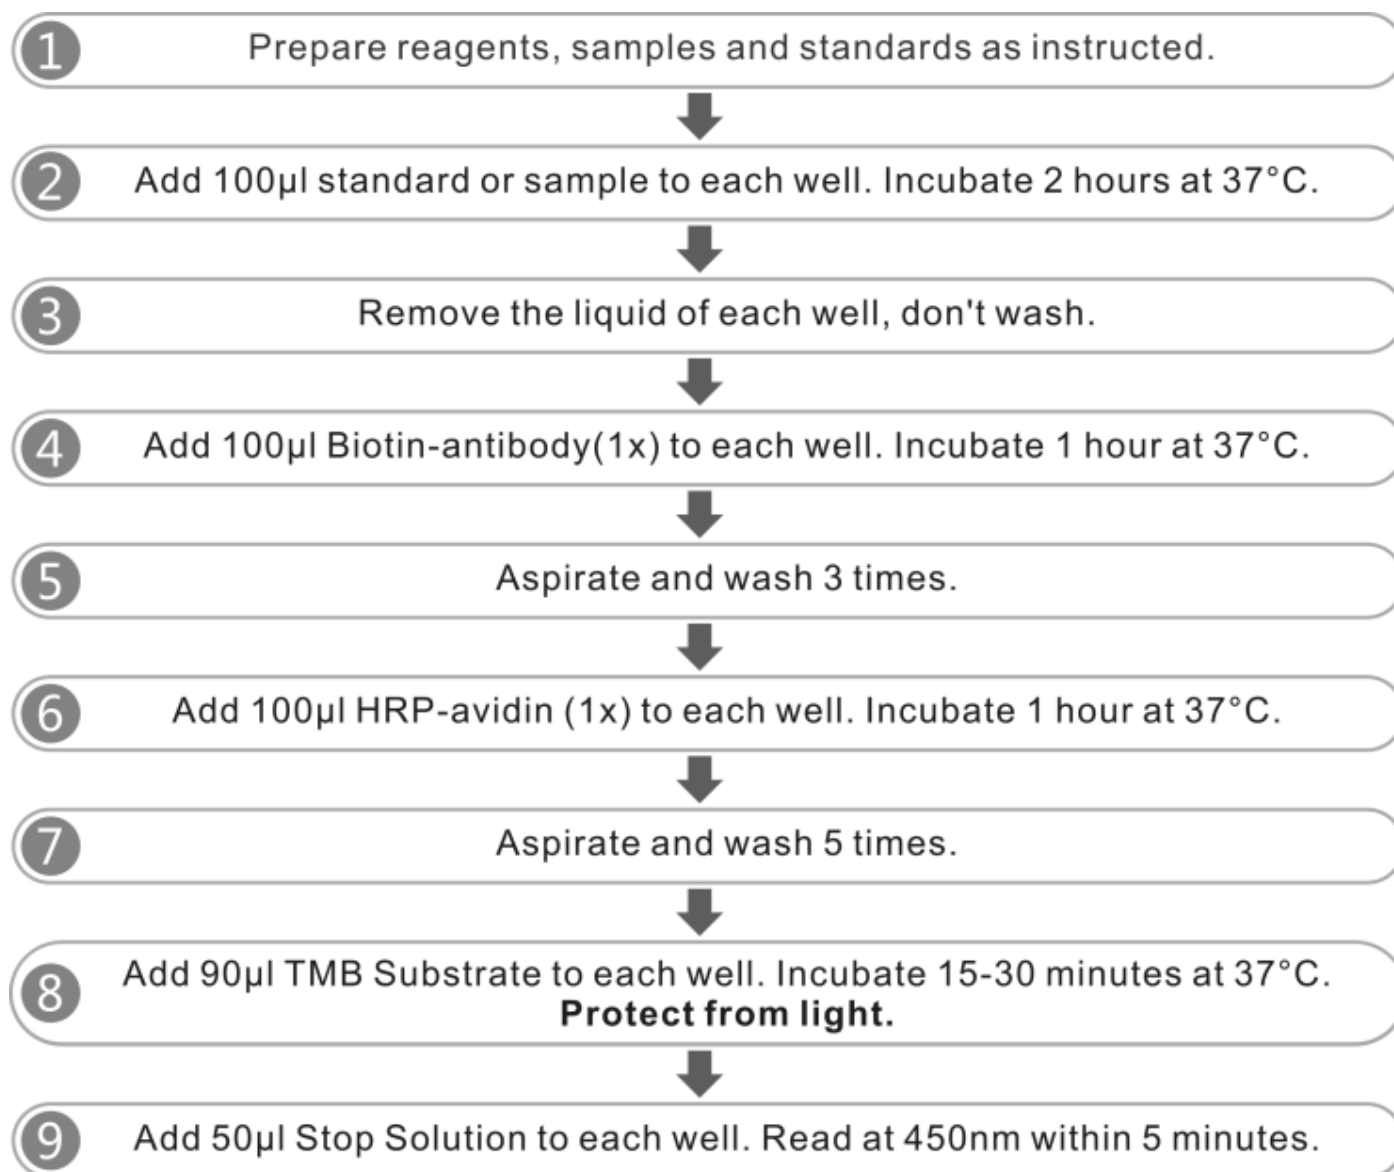 1 Prepare reagents, samples and standards as instructed.
2 Add 100µl standard or sample to each well. Incubate 2 hours at 37°C.
3 Remove the liquid of each well, don't wash.
4 Add 100µl Biotin-antibody(1x) to each well. Incubate 1 hour at 37°C.
5 Aspirate and wash 3 times.
6 Add 100µl HRP-avidin (1x) to each well. Incubate 1 hour at 37°C.
7 Aspirate and wash 5 times.
8 Add 90µl TMB Substrate to each well. Incubate 15-30 minutes at 37°C.
Protect from light.
9 Add 50µl Stop Solution to each well. Read at 450nm within 5 minutes.